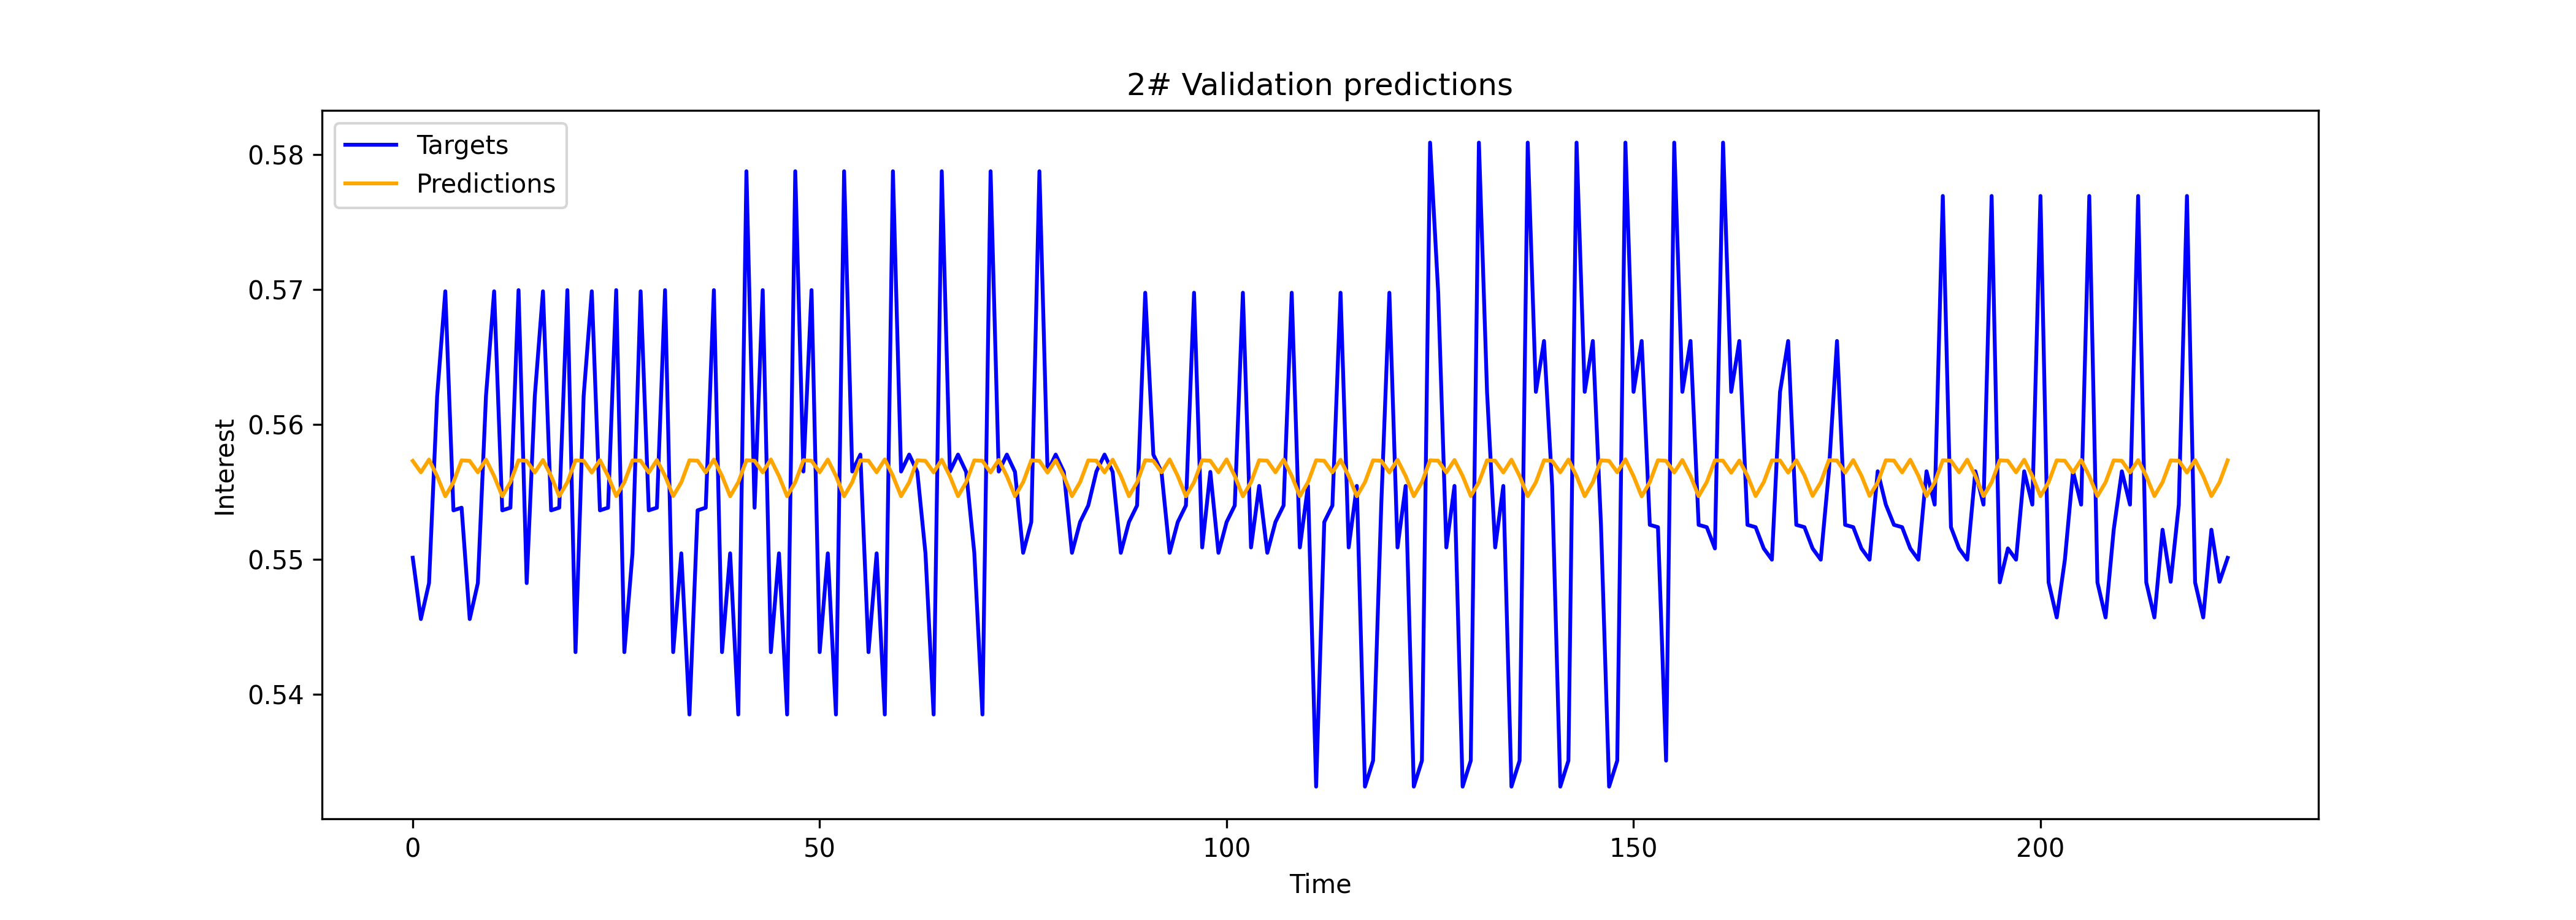 2# Validation predictions
Targets
Predictions
0.58
0.57
0.56
0.55
0.54
Interest
0 50 100 150 200
Time